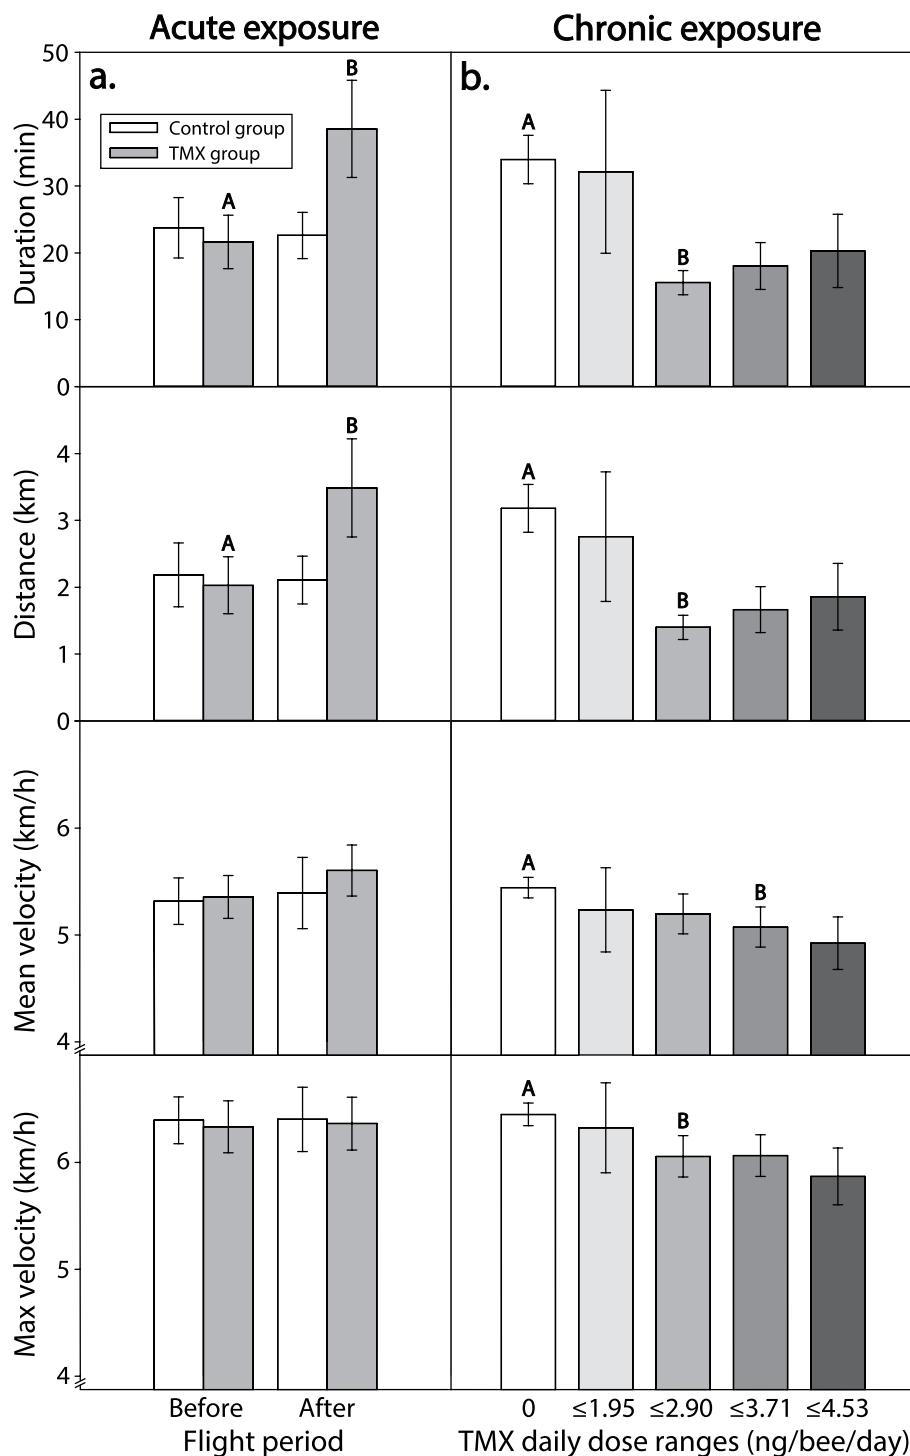 Acute exposure
Chronic exposure
a.
b.
Control group
TMX group
Duration (min)
50
40
30
20
10
0
A
B
A
B
Distance (km)
4
3
2
1
0
A
B
A
B
Mean velocity (km/h)
6
5
4
A
B
Max velocity (km/h)
6
5
4
A
B
Before
After
0
≤1.95
≤2.90
≤3.71
≤4.53
Flight period
TMX daily dose ranges (ng/bee/day)